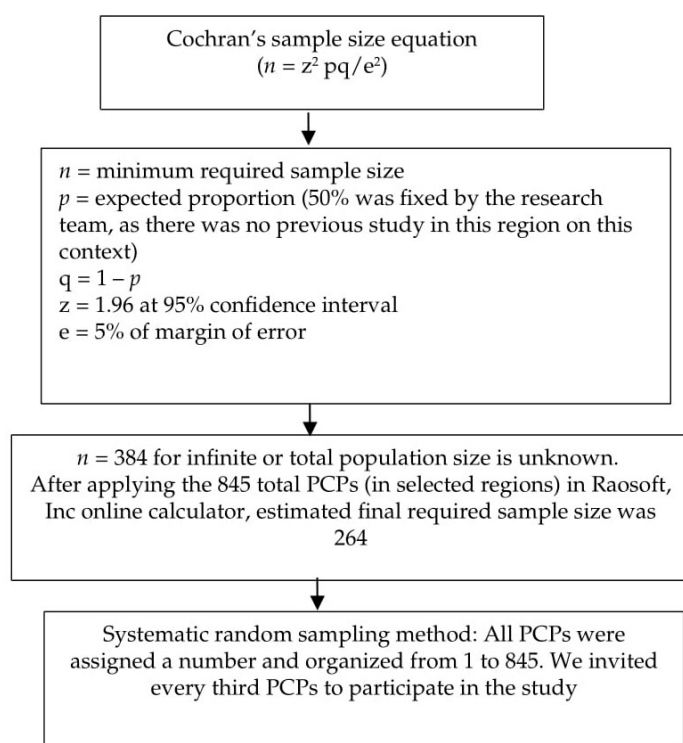 Cochran’s sample size equation
(n = z² pq/e²)
n = minimum required sample size
p = expected proportion (50% was fixed by the research
team, as there was no previous study in this region on this
context)
q = 1 – p
z = 1.96 at 95% confidence interval
e = 5% of margin of error
n = 384 for infinite or total population size is unknown.
After applying the 845 total PCPs (in selected regions) in Raosoft,
Inc online calculator, estimated final required sample size was
264
Systematic random sampling method: All PCPs were
assigned a number and organized from 1 to 845. We invited
every third PCPs to participate in the study